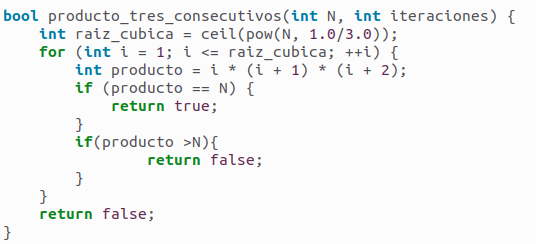 bool producto_tres_consecutivos(int N, int iteraciones) {
    int raiz_cubica = ceil(pow(N, 1.0/3.0));
    for (int i = 1; i <= raiz_cubica; ++i) {
        int producto = i * (i + 1) * (i + 2);
        if (producto == N) {
            return true;
        }
        if(producto >N){
                return false;
        }
    }
    return false;
}